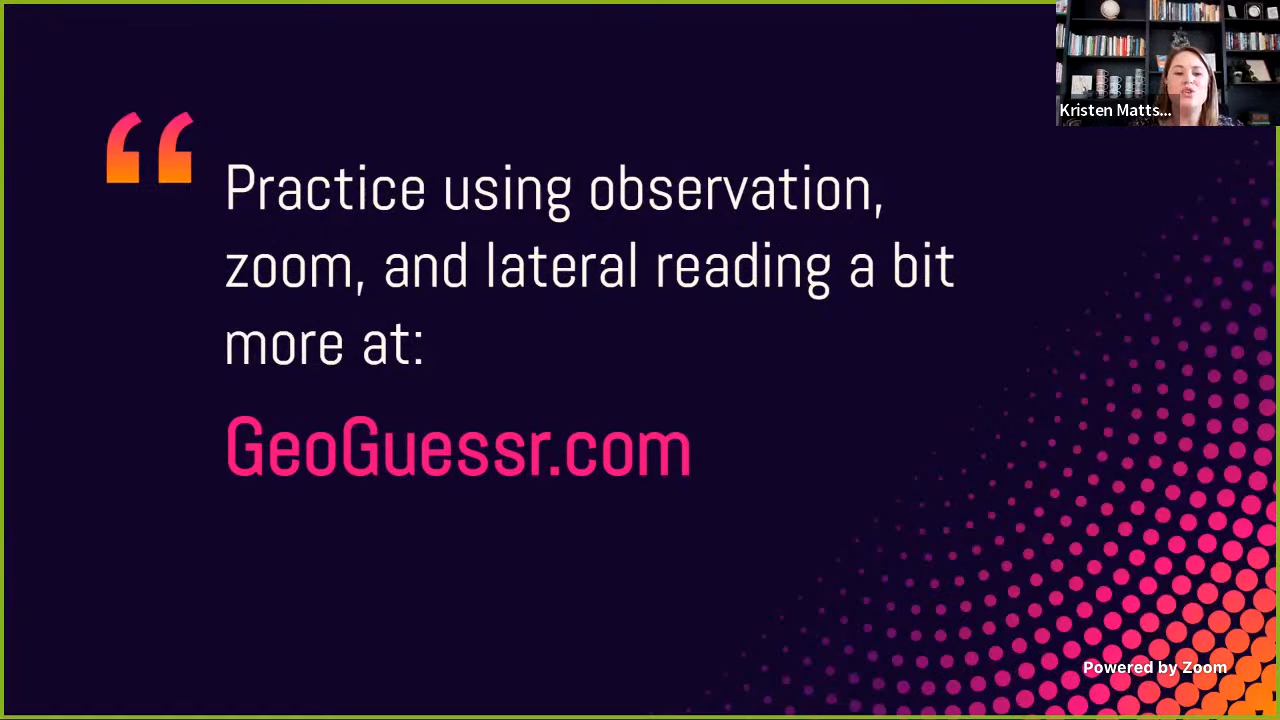 Kristen Matts...
“
Practice using observation,
zoom, and lateral reading a bit
more at:
GeoGuessr.com
Powered by Zoom